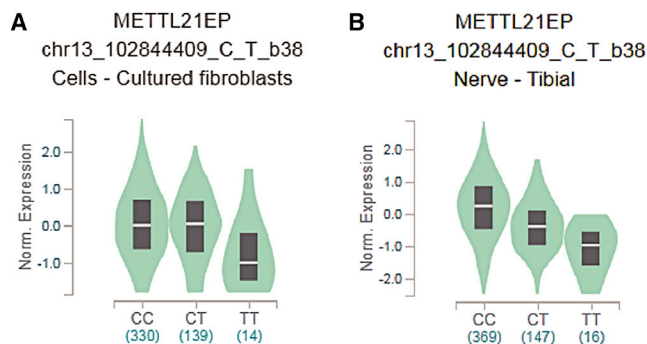 A
METTL21EP
chr13_102844409_C_T_b38
Cells - Cultured fibroblasts
Norm. Expression
2.0
1.0
0.0
-1.0
CC
CT
TT
(330)
(139)
(14)
B
METTL21EP
chr13_102844409_C_T_b38
Nerve - Tibial
Norm. Expression
2.0
1.0
0.0
-1.0
-2.0
CC
CT
TT
(369)
(147)
(16)